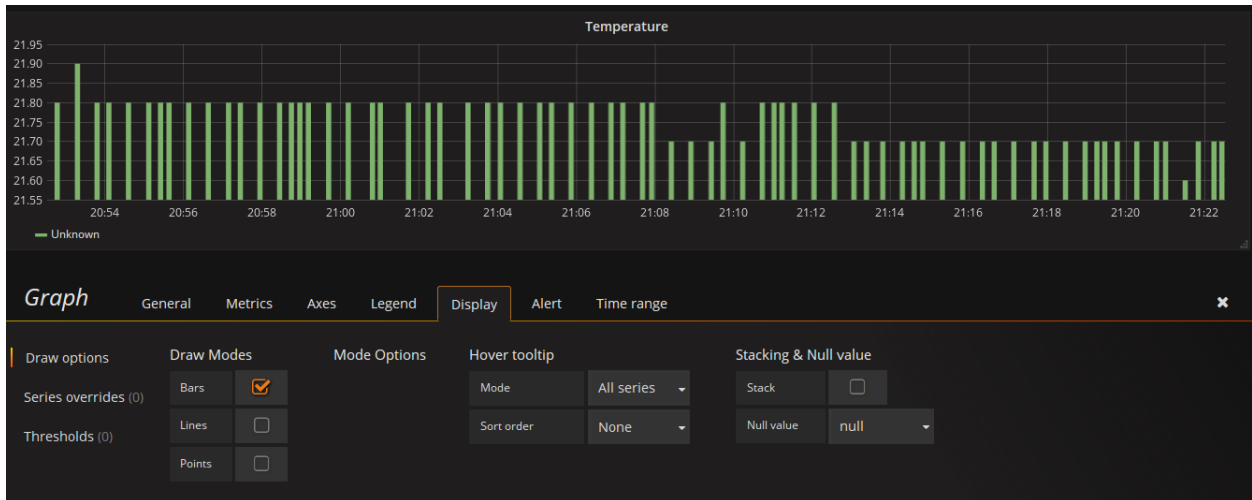 Temperature
21.95
21.90
21.85
21.80
21.75
21.70
21.65
21.60
21.55
20:54 20:56 20:58 21:00 21:02 21:04 21:06 21:08 21:10 21:12 21:14 21:16 21:18 21:20 21:22
Unknown
Graph General Metrics Axes Legend Display Alert Time range
Draw options Draw Modes Mode Options Hover tooltip Stacking & Null value
Bars Mode All series Stack
Series overrides (0)
Lines Sort order None Null value null
Thresholds (0)
Points